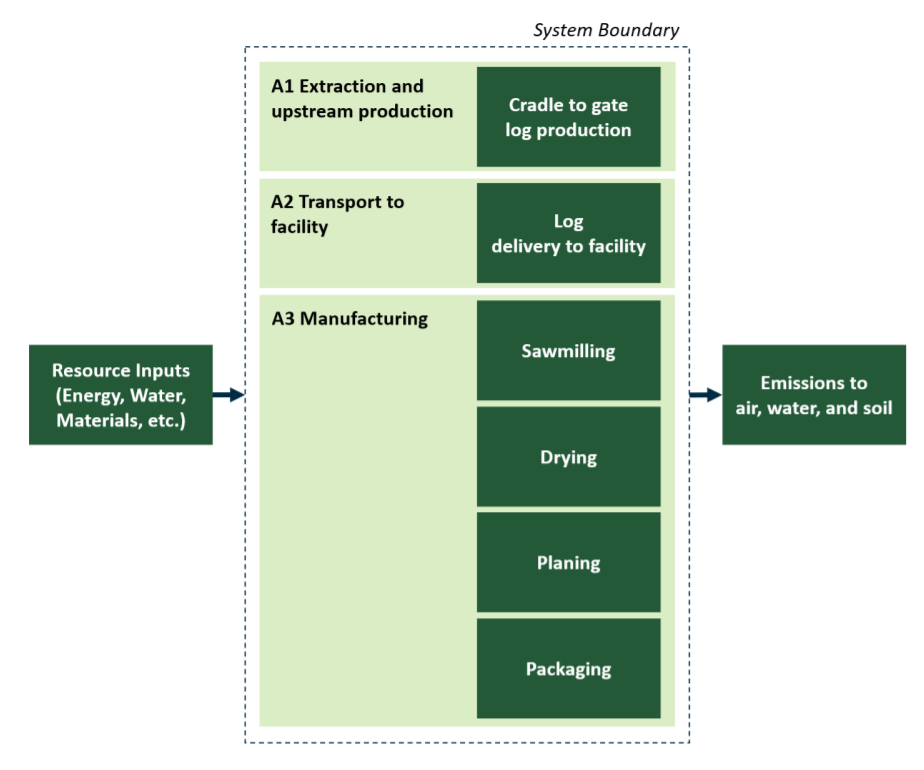 System Boundary
A1 Extraction and
upstream production
Cradle to gate
log production
A2 Transport to
facility
Log
delivery to facility
A3 Manufacturing
Sawmilling
Resource Inputs
(Energy, Water,
Materials, etc.)
Emissions to
air, water, and soil
Drying
Planing
Packaging